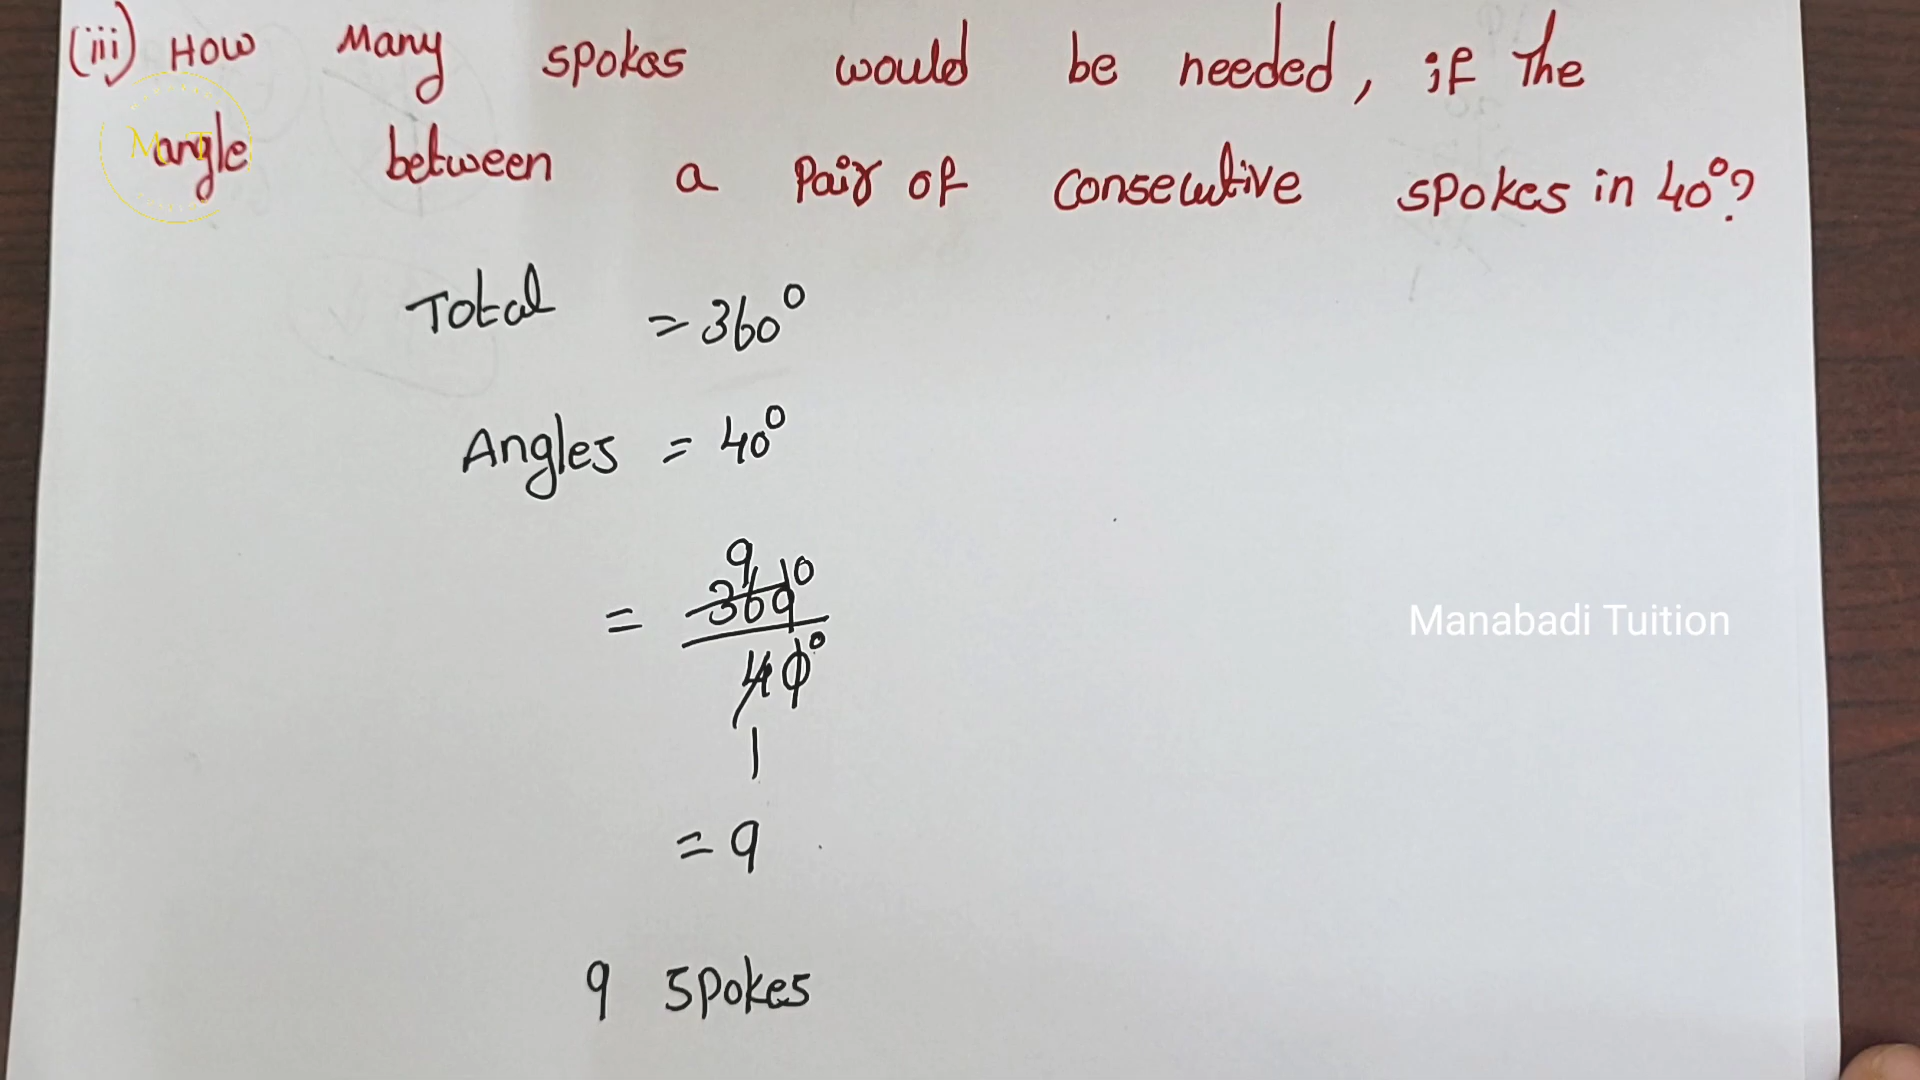 (iii) How Many spokes would be needed, if the
angle between a Pair of consecutive spokes in 40°?
Total = 360°
Angles = 40°
9
= 360° / 40°
1
= 9
9 Spokes
M T
Manabadi Tuition